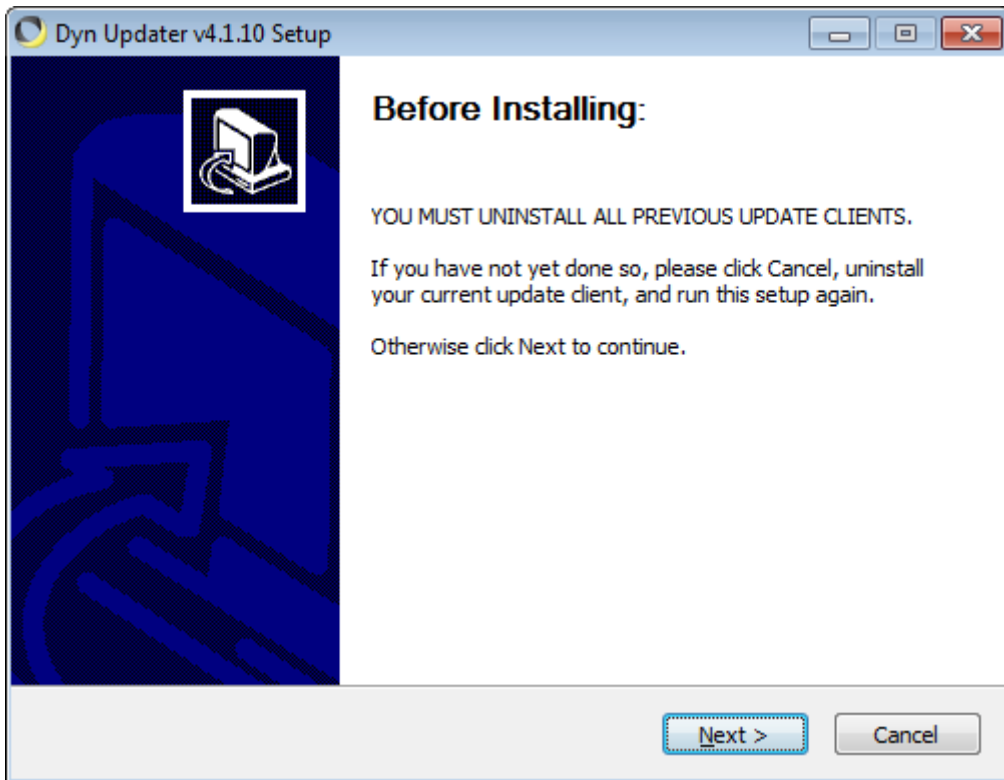 Dyn Updater v4.1.10 Setup
Before Installing:
YOU MUST UNINSTALL ALL PREVIOUS UPDATE CLIENTS.
If you have not yet done so, please click Cancel, uninstall
your current update client, and run this setup again.
Otherwise click Next to continue.
Next >
Cancel